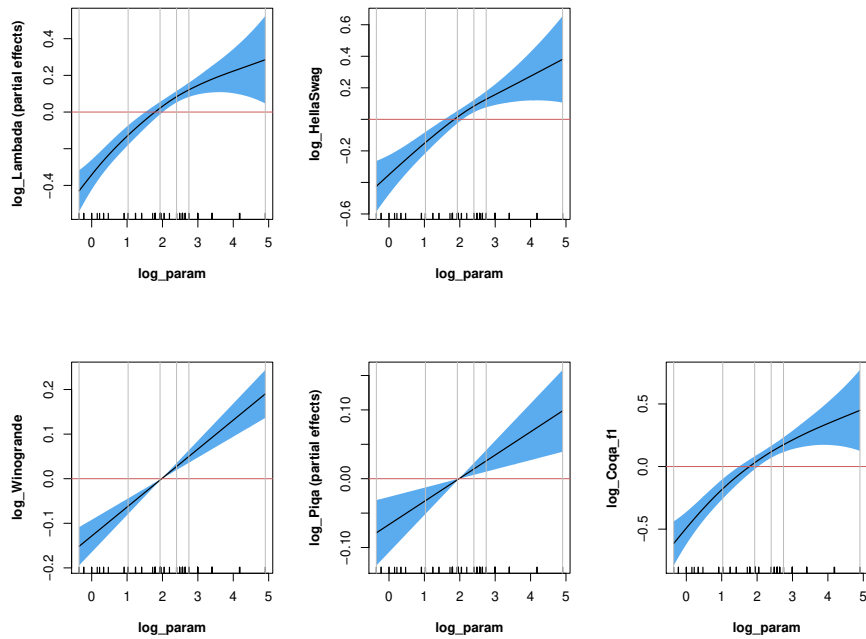 log_Lambada (partial effects)
0.4
0.2
0.0
−0.4
0 1 2 3 4 5
log_param
log_HellaSwag
0.6
0.2
−0.2
−0.6
0 1 2 3 4 5
log_param
log_Winogrande
0.2
0.1
0.0
−0.1
−0.2
0 1 2 3 4 5
log_param
log_Piqa (partial effects)
0.10
0.00
−0.10
0 1 2 3 4 5
log_param
log_Coqa_f1
0.5
0.0
−0.5
0 1 2 3 4 5
log_param